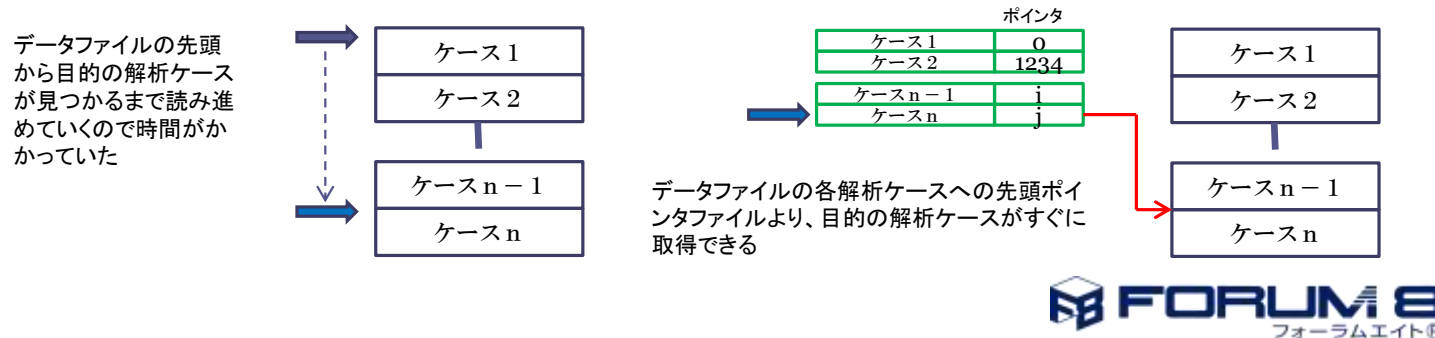 データファイルの先頭
から目的の解析ケース
が見つかるまで読み進
めていくので時間がか
かっていた
ケース1
ケース2
ケースn－1
ケースn
ポインタ
ケース1 0
ケース2 1234
ケースn－1 i
ケースn j
データファイルの各解析ケースへの先頭ポイ
ンタファイルより、目的の解析ケースがすぐに
取得できる
ケース1
ケース2
ケースn－1
ケースn
FORUM 8
フォーラムエイト®